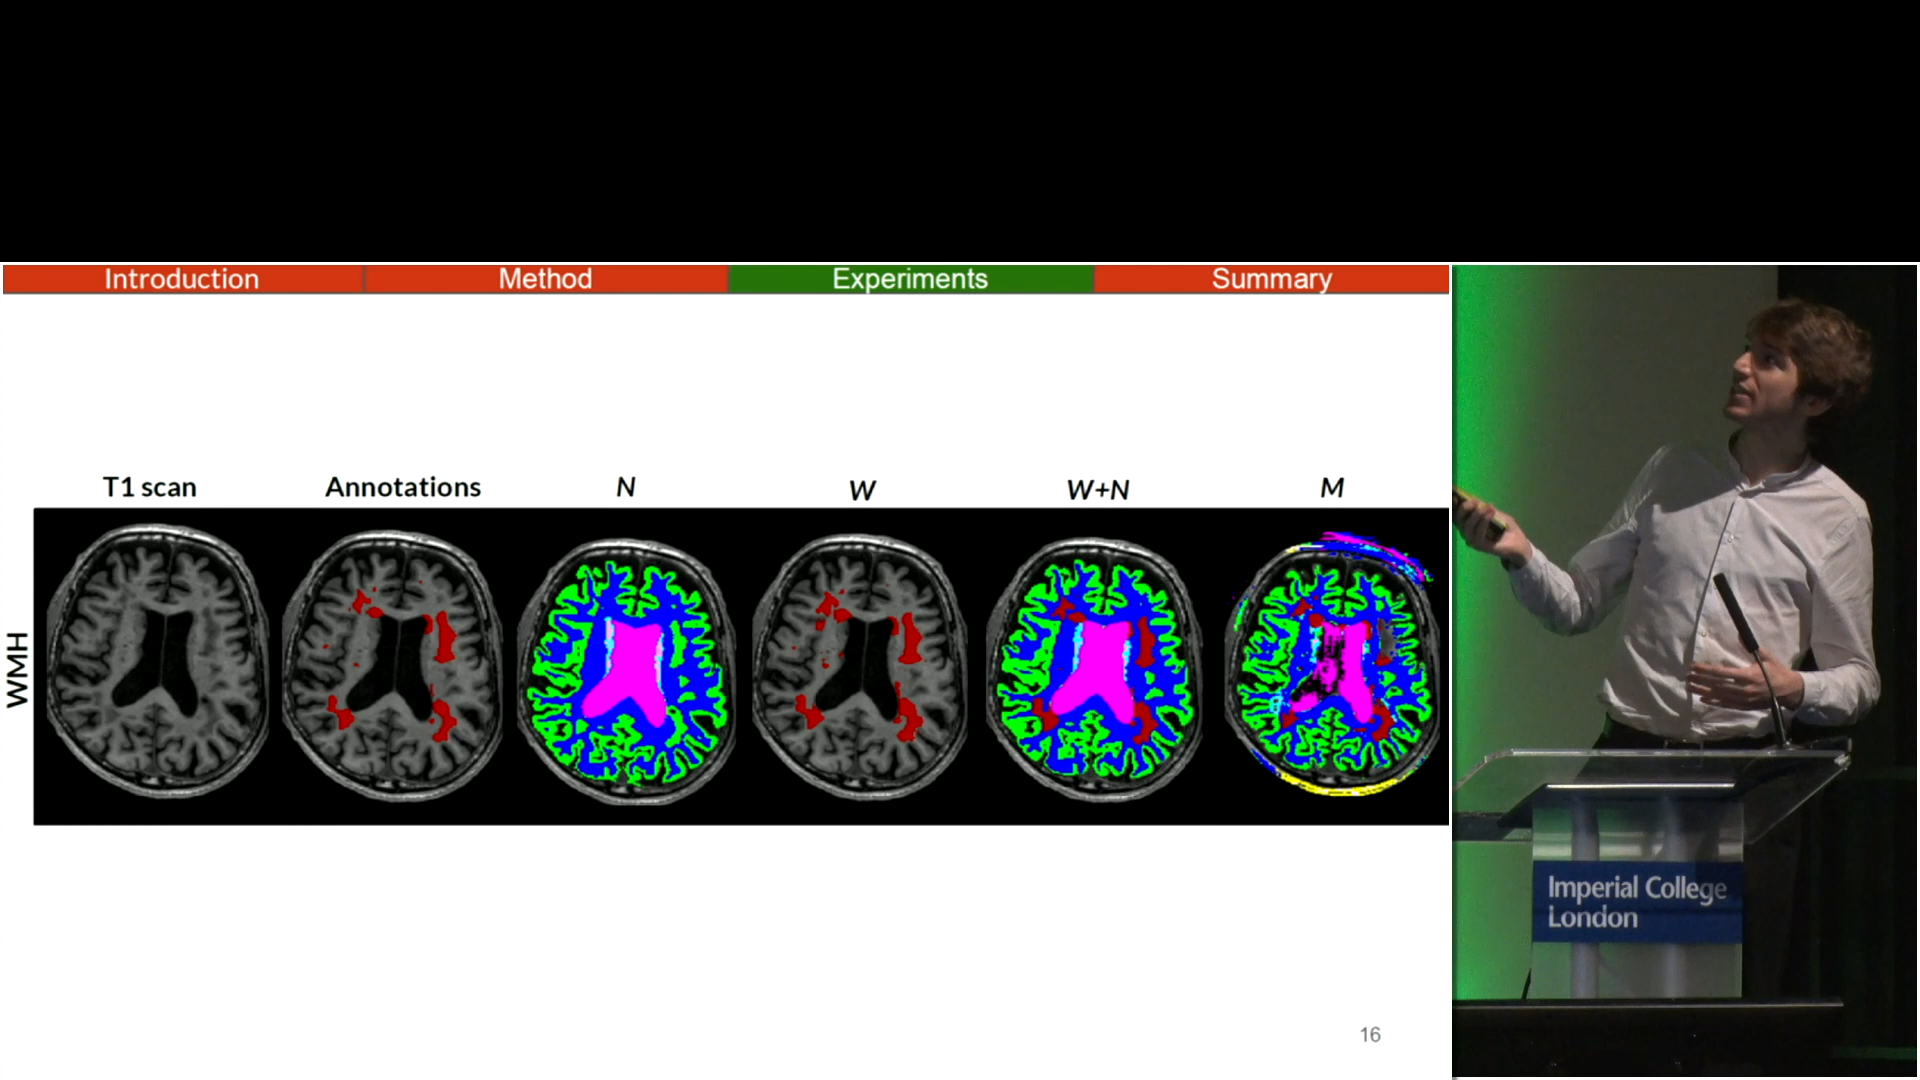 Introduction
Method
Experiments
Summary
T1 scan
Annotations
N
W
W+N
M
WMH
Imperial College
London
16